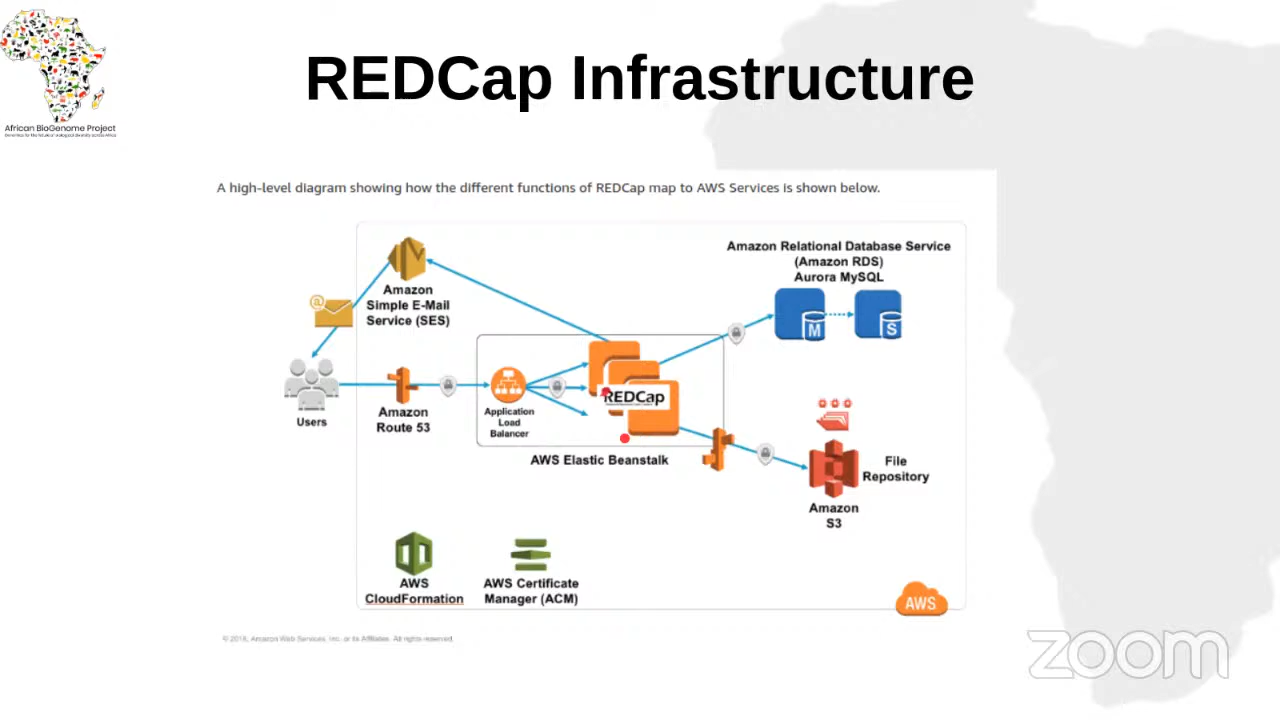 REDCap Infrastructure
African BioGenome Project
A high-level diagram showing how the different functions of REDCap map to AWS Services is shown below.
Amazon
Simple E-Mail
Service (SES)
@
Amazon Relational Database Service
(Amazon RDS)
Aurora MySQL
M
S
Users
Amazon
Route 53
Application
Load
Balancer
REDCap
AWS Elastic Beanstalk
File
Repository
Amazon
S3
AWS
CloudFormation
AWS Certificate
Manager (ACM)
AWS
© 2018, Amazon Web Services, Inc. or its Affiliates. All rights reserved.
zoom